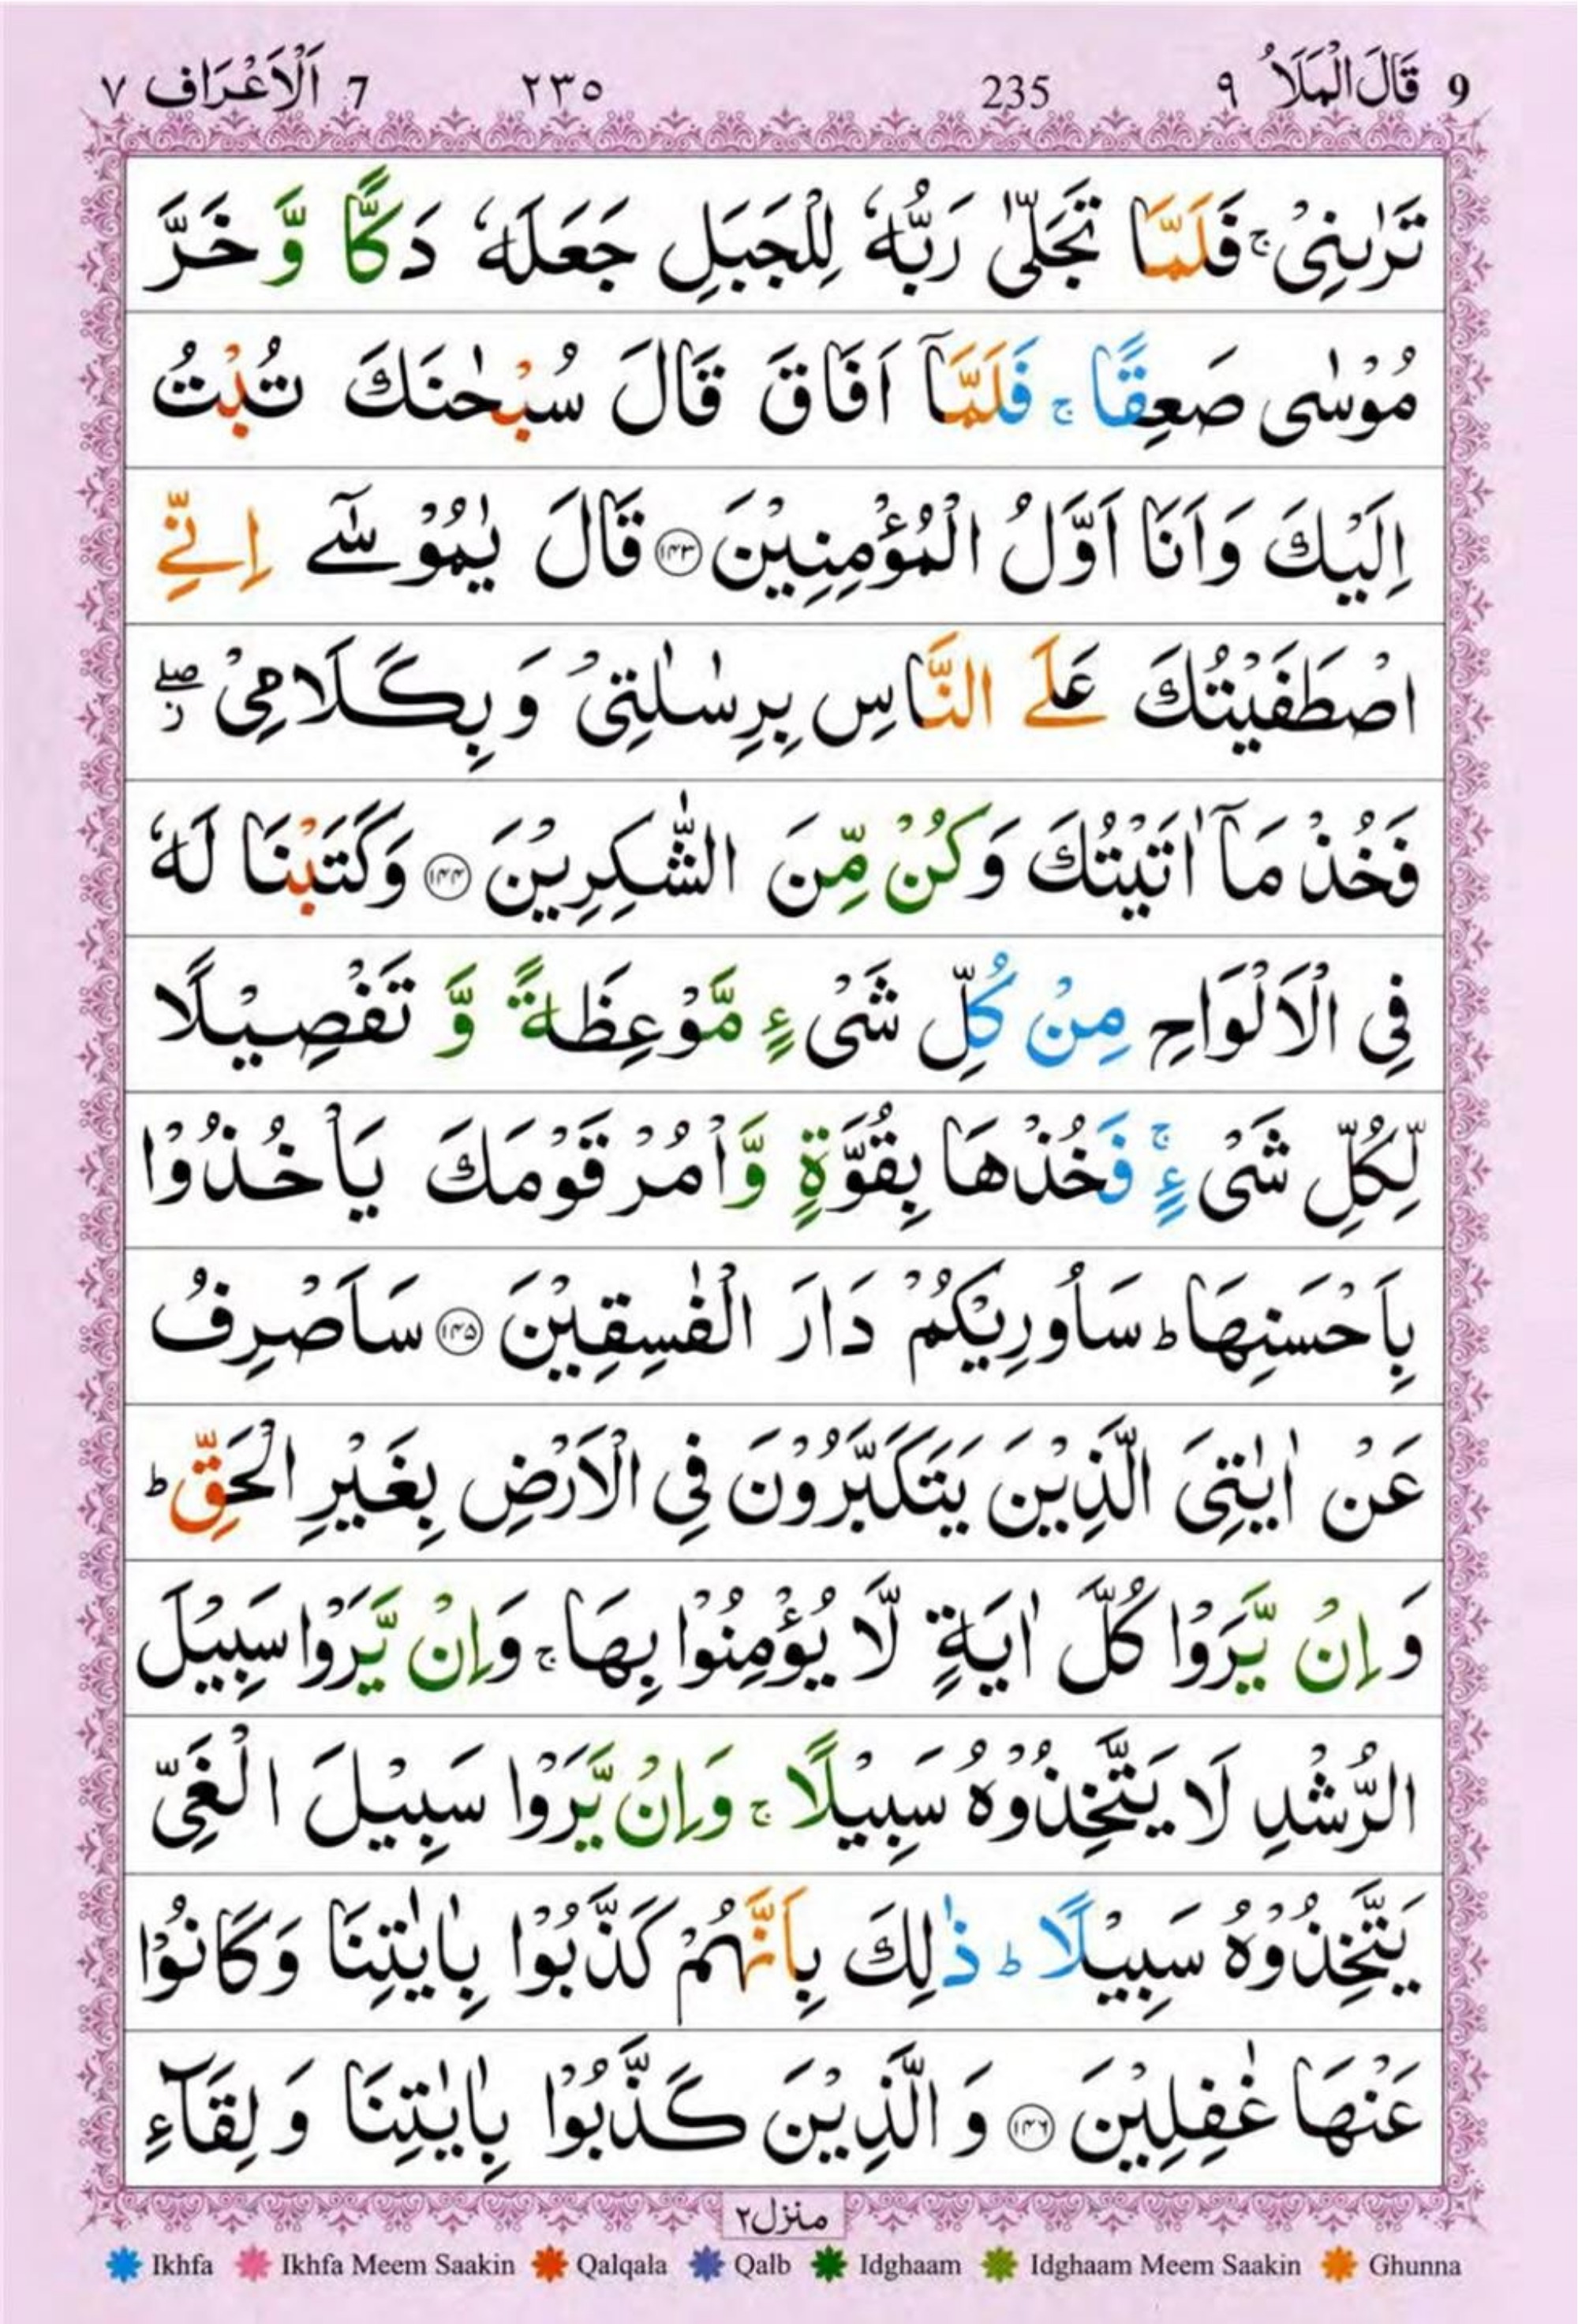 9 قَالَ الْمَلَاُ ٩ 235 ٢٣٥ 7 اَلْاَعْرَاف ٧
تَرٰىنِیْ ۚ فَلَمَّا تَجَلّٰی رَبُّهٗ لِلْجَبَلِ جَعَلَهٗ دَكًّا وَّ خَرَّ
مُوْسٰی صَعِقًا ۚ فَلَمَّاۤ اَفَاقَ قَالَ سُبْحٰنَكَ تُبْتُ
اِلَیْكَ وَ اَنَا اَوَّلُ الْمُؤْمِنِیْنَ ﴿۱۴۳﴾ قَالَ یٰمُوْسٰۤی اِنِّی
اصْطَفَیْتُكَ عَلَی النَّاسِ بِرِسٰلٰتِیْ وَ بِكَلَامِیْ ۖؗ
فَخُذْ مَاۤ اٰتَیْتُكَ وَ كُنْ مِّنَ الشّٰكِرِیْنَ ﴿۱۴۴﴾ وَ كَتَبْنَا لَهٗ
فِی الْاَلْوَاحِ مِنْ كُلِّ شَیْءٍ مَّوْعِظَةً وَّ تَفْصِیْلًا
لِّكُلِّ شَیْءٍ ۚ فَخُذْهَا بِقُوَّةٍ وَّاْمُرْ قَوْمَكَ یَاْخُذُوْا
بِاَحْسَنِهَا ؕ سَاُورِیْكُمْ دَارَ الْفٰسِقِیْنَ ﴿۱۴۵﴾ سَاَصْرِفُ
عَنْ اٰیٰتِیَ الَّذِیْنَ یَتَكَبَّرُوْنَ فِی الْاَرْضِ بِغَیْرِ الْحَقِّ ؕ
وَ اِنْ یَّرَوْا كُلَّ اٰیَةٍ لَّا یُؤْمِنُوْا بِهَا ۚ وَ اِنْ یَّرَوْا سَبِیْلَ
الرُّشْدِ لَا یَتَّخِذُوْهُ سَبِیْلًا ۚ وَ اِنْ یَّرَوْا سَبِیْلَ الْغَیِّ
یَتَّخِذُوْهُ سَبِیْلًا ؕ ذٰلِكَ بِاَنَّهُمْ كَذَّبُوْا بِاٰیٰتِنَا وَ كَانُوْا
عَنْهَا غٰفِلِیْنَ ﴿۱۴۶﴾ وَ الَّذِیْنَ كَذَّبُوْا بِاٰیٰتِنَا وَ لِقَآءِ
منزل۲
Ikhfa Ikhfa Meem Saakin Qalqala Qalb Idghaam Idghaam Meem Saakin Ghunna